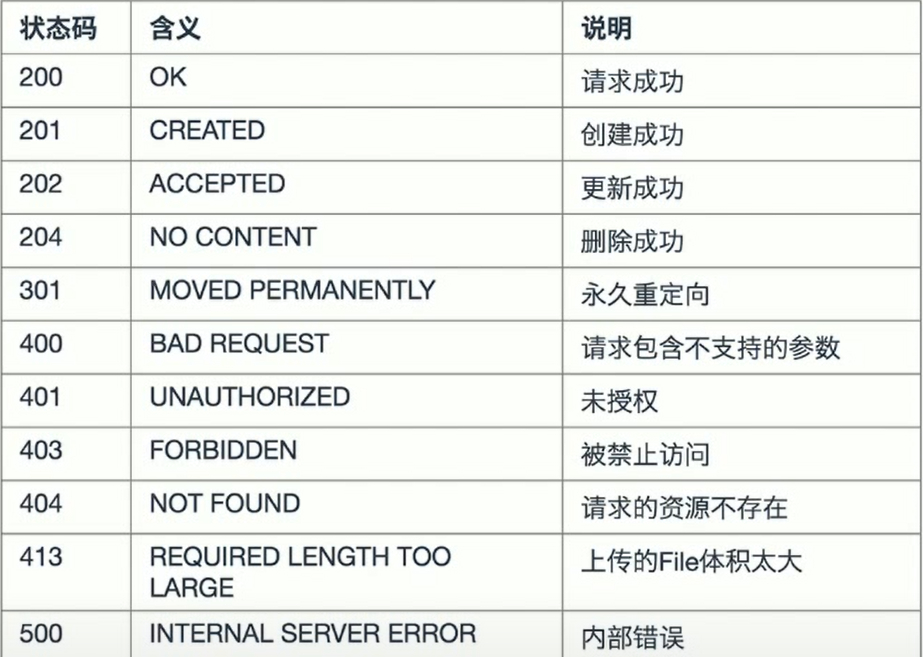 状态码 含义 说明
200 OK 请求成功
201 CREATED 创建成功
202 ACCEPTED 更新成功
204 NO CONTENT 删除成功
301 MOVED PERMANENTLY 永久重定向
400 BAD REQUEST 请求包含不支持的参数
401 UNAUTHORIZED 未授权
403 FORBIDDEN 被禁止访问
404 NOT FOUND 请求的资源不存在
413 REQUIRED LENGTH TOO 上传的File体积太大
LARGE
500 INTERNAL SERVER ERROR 内部错误